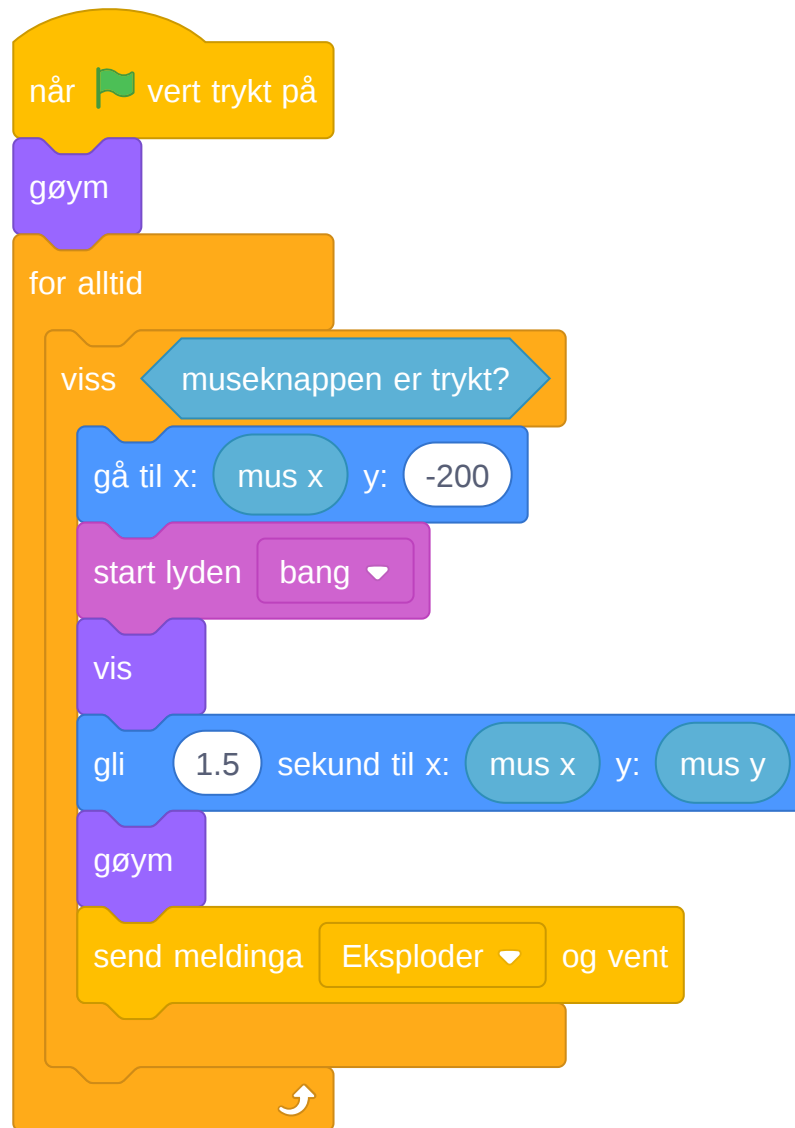 når vert trykt på
gøym
for alltid
viss museknappen er trykt?
gå til x: mus x y: -200
start lyden bang
vis
gli 1.5 sekund til x: mus x y: mus y
gøym
send meldinga Eksploder og vent